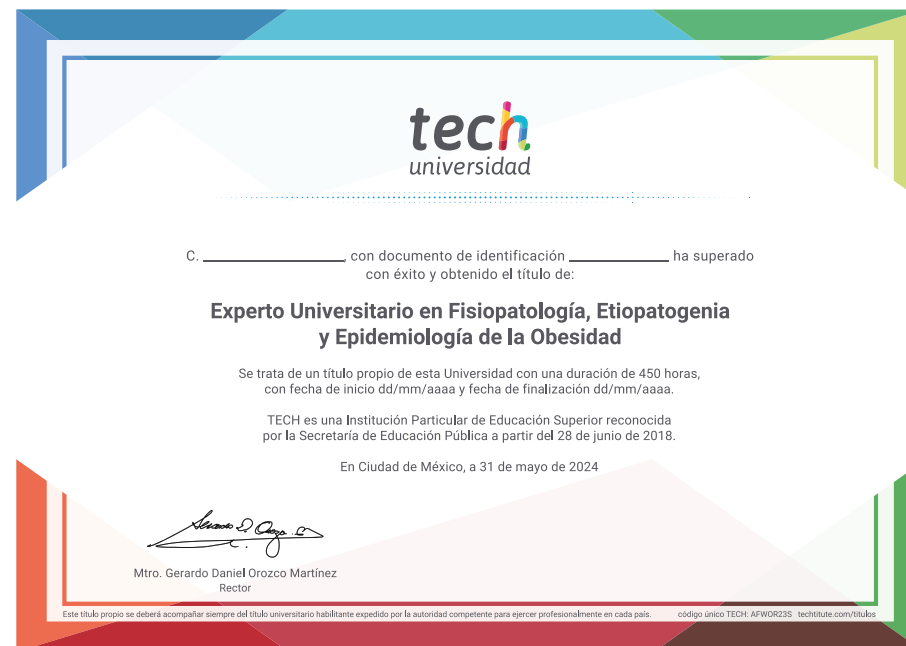 tech
universidad
C. ____________, con documento de identificación ____________ ha superado
con éxito y obtenido el título de:
Experto Universitario en Fisiopatología, Etiopatogenia
y Epidemiología de la Obesidad
Se trata de un título propio de esta Universidad con una duración de 450 horas,
con fecha de inicio dd/mm/aaaa y fecha de finalización dd/mm/aaaa.
TECH es una Institución Particular de Educación Superior reconocida
por la Secretaría de Educación Pública a partir del 28 de junio de 2018.
En Ciudad de México, a 31 de mayo de 2024
Mtro. Gerardo Daniel Orozco Martínez
Rector
Este título propio se deberá acompañar siempre del título universitario habilitante expedido por la autoridad competente para ejercer profesionalmente en cada país. código único TECH: AFWOR23S techtitute.com/titulos